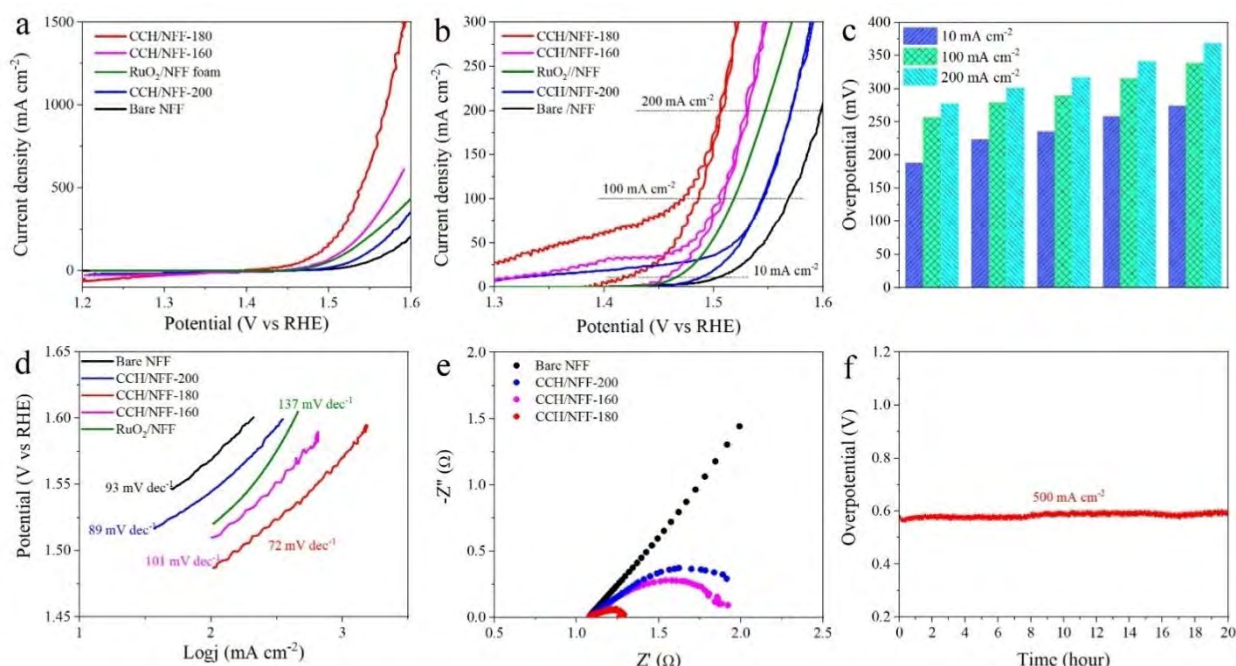 a
1500
1000
500
0
1.2
1.3
1.4
1.5
1.6
Current density (mA cm-2)
Potential (V vs RHE)
CCH/NFF-180
CCH/NFF-160
RuO2/NFF foam
CCH/NFF-200
Bare NFF
b
300
250
200
150
100
50
0
1.3
1.4
1.5
1.6
Current density (mA cm-2)
Potential (V vs RHE)
CCH/NFF-180
CCH/NFF-160
RuO2//NFF
CCH/NFF-200
Bare /NFF
200 mA cm-2
100 mA cm-2
10 mA cm-2
c
400
350
300
250
200
150
100
50
0
Overpotential (mV)
10 mA cm-2
100 mA cm-2
200 mA cm-2
d
1.65
1.60
1.55
1.50
1.45
1
2
3
Potential (V vs RHE)
Logj (mA cm-2)
Bare NFF
CCH/NFF-200
CCH/NFF-180
CCH/NFF-160
RuO2/NFF
137 mV dec-1
93 mV dec-1
89 mV dec-1
101 mV dec-1
72 mV dec-1
e
2.0
1.5
1.0
0.5
0.0
0.5
1.0
1.5
2.0
2.5
-Z" (Ω)
Z' (Ω)
Bare NFF
CCH/NFF-200
CCH/NFF-160
CCH/NFF-180
f
1.2
1.0
0.8
0.6
0.4
0.2
0
2
4
6
8
10
12
14
16
18
20
Overpotential (V)
Time (hour)
500 mA cm-2